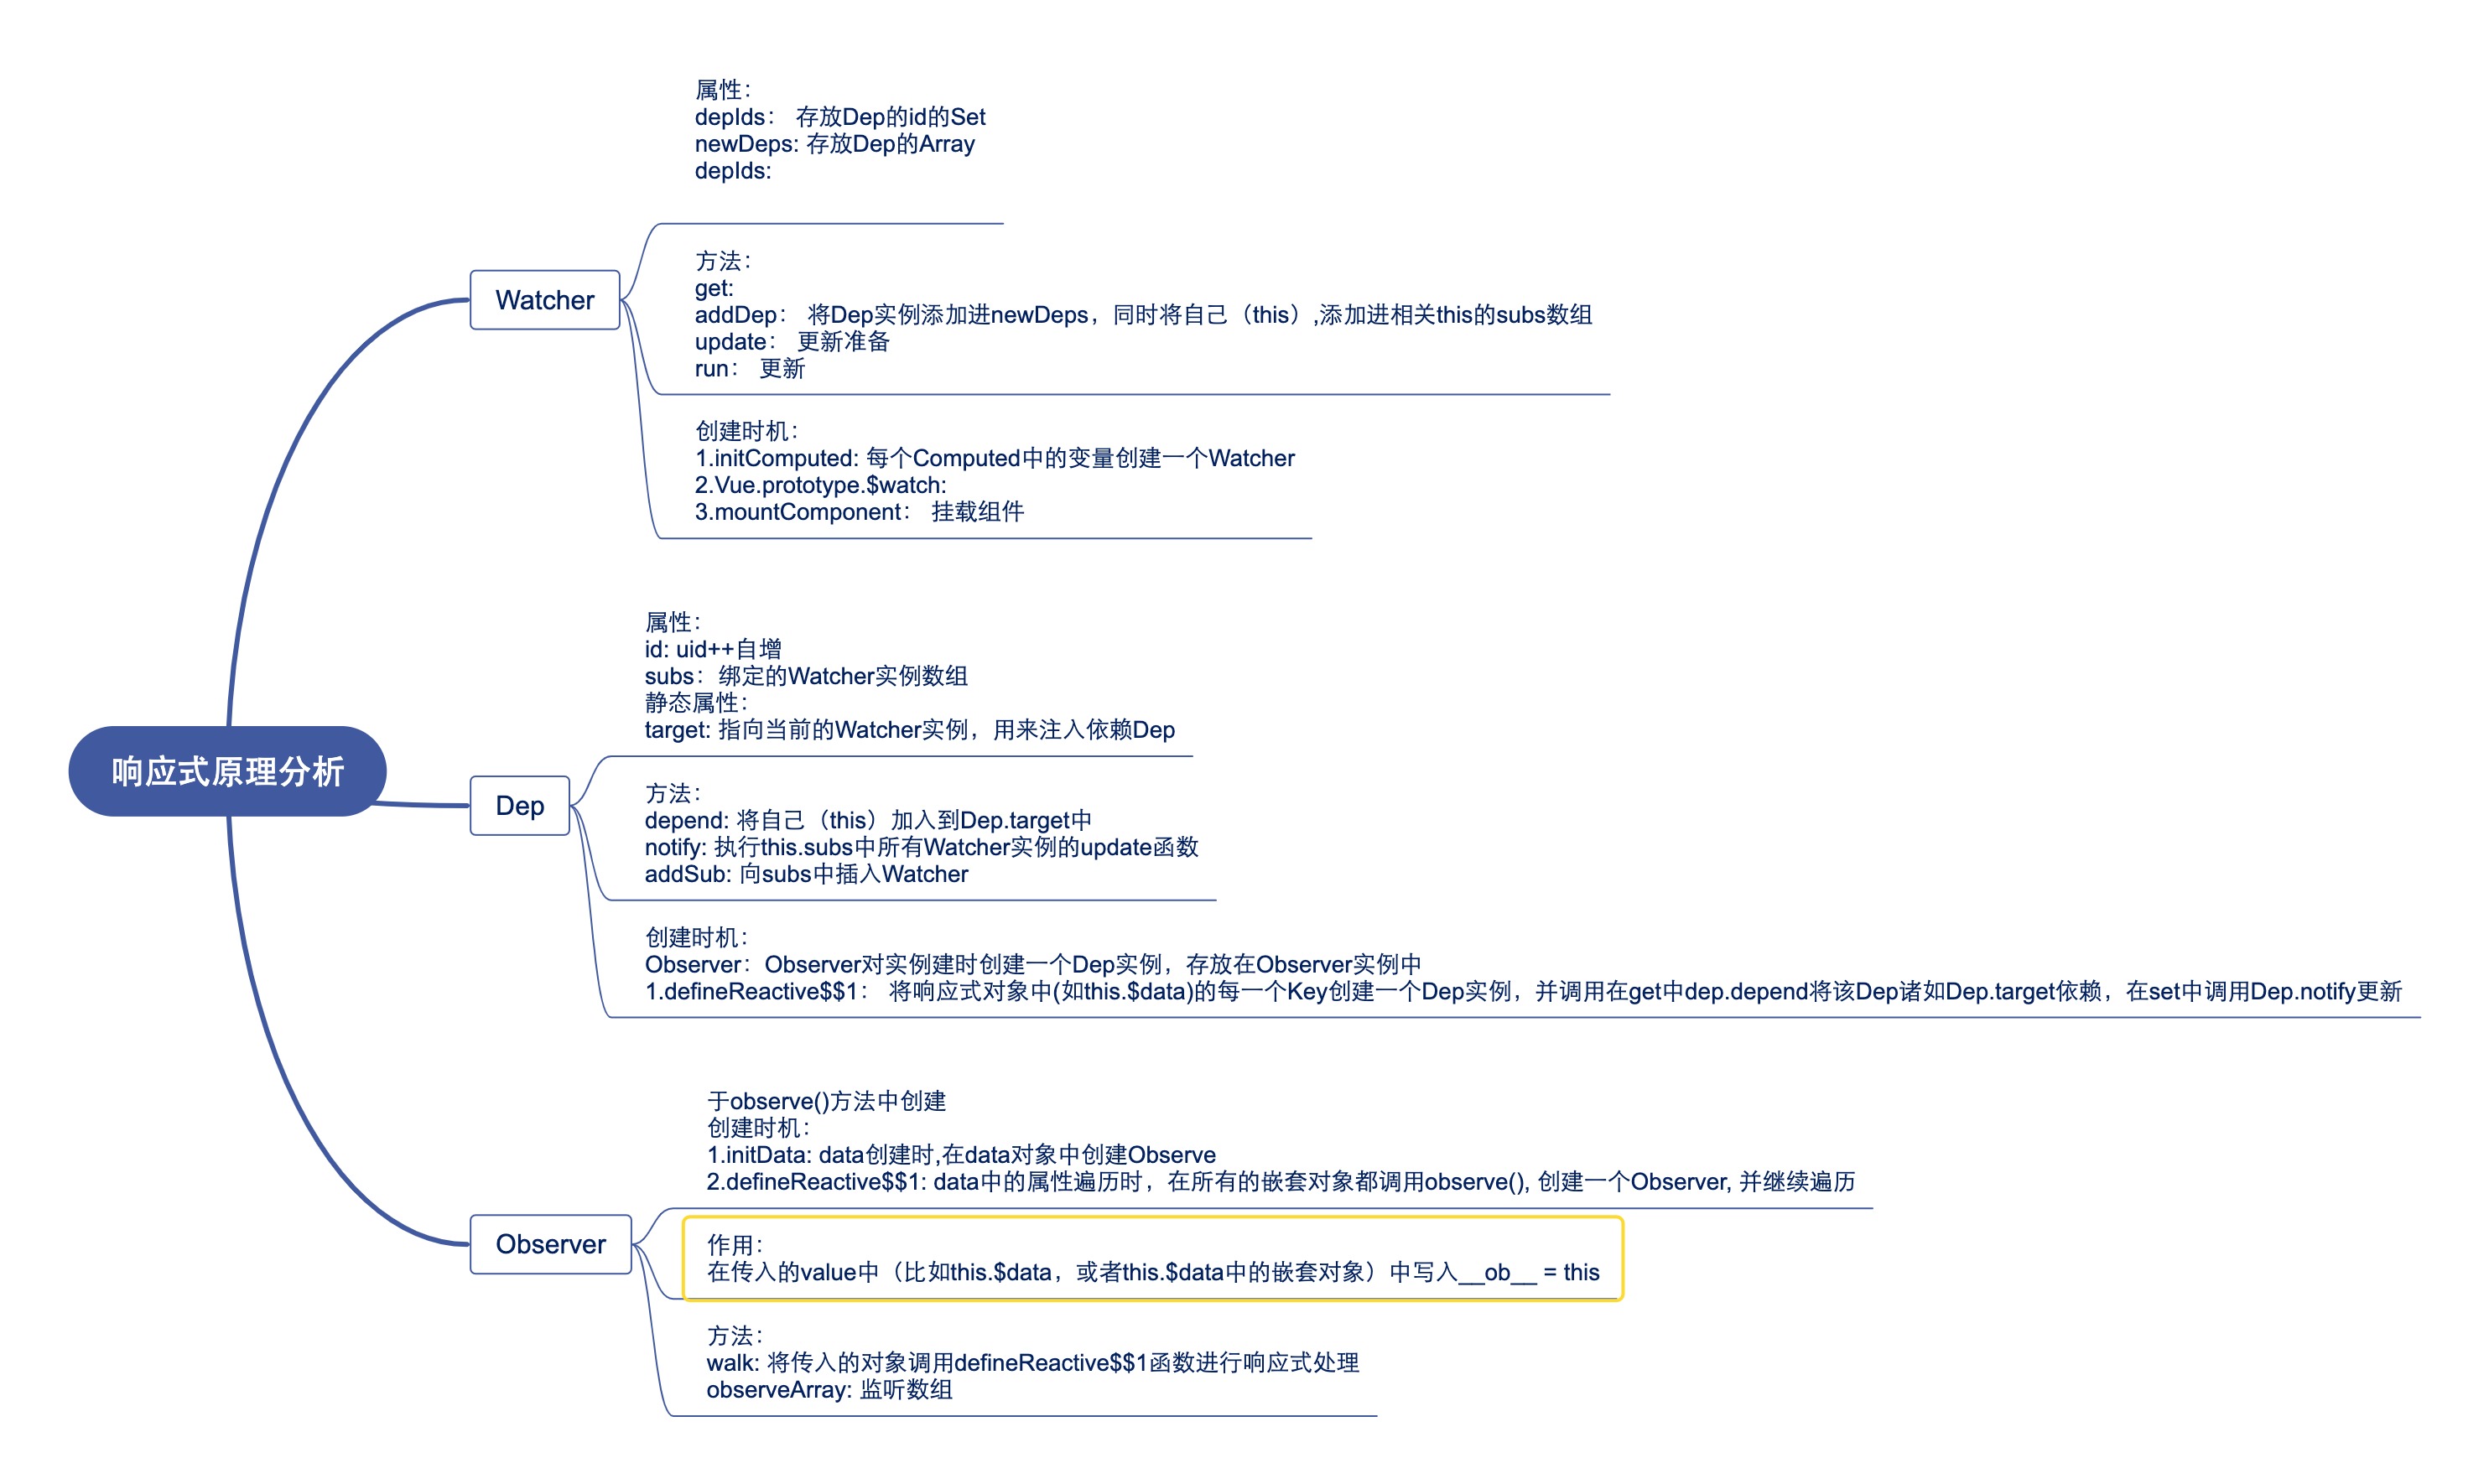 响应式原理分析
Watcher
属性：
depIds： 存放Dep的id的Set
newDeps: 存放Dep的Array
depIds:
方法：
get:
addDep： 将Dep实例添加进newDeps，同时将自己（this）,添加进相关this的subs数组
update： 更新准备
run： 更新
创建时机：
1.initComputed: 每个Computed中的变量创建一个Watcher
2.Vue.prototype.$watch:
3.mountComponent： 挂载组件
Dep
属性：
id: uid++自增
subs：绑定的Watcher实例数组
静态属性：
target: 指向当前的Watcher实例，用来注入依赖Dep
方法：
depend: 将自己（this）加入到Dep.target中
notify: 执行this.subs中所有Watcher实例的update函数
addSub: 向subs中插入Watcher
创建时机：
Observer：Observer对实例建时创建一个Dep实例，存放在Observer实例中
1.defineReactive$$1： 将响应式对象中(如this.$data)的每一个Key创建一个Dep实例，并调用在get中dep.depend将该Dep诸如Dep.target依赖，在set中调用Dep.notify更新
Observer
于observe()方法中创建
创建时机：
1.initData: data创建时,在data对象中创建Observe
2.defineReactive$$1: data中的属性遍历时，在所有的嵌套对象都调用observe(), 创建一个Observer, 并继续遍历
作用：
在传入的value中（比如this.$data，或者this.$data中的嵌套对象）中写入__ob__ = this
方法：
walk: 将传入的对象调用defineReactive$$1函数进行响应式处理
observeArray: 监听数组